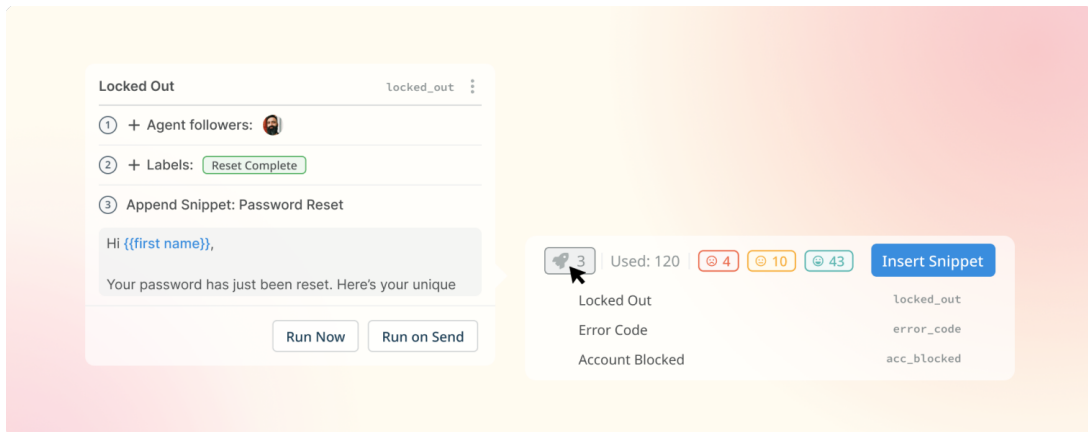 Locked Out locked_out
1 + Agent followers:
2 + Labels: Reset Complete
3 Append Snippet: Password Reset
Hi {{first name}},
Your password has just been reset. Here's your unique
Run Now Run on Send
3 Used: 120 4 10 43 Insert Snippet
Locked Out locked_out
Error Code error_code
Account Blocked acc_blocked